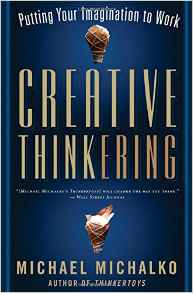 Putting Your Imagination to Work
CREATIVE
THINKERING
"[MICHAEL MICHALKO'S THINKERTOYS] WILL CHANGE THE WAY YOU THINK."
— WALL STREET JOURNAL
MICHAEL MICHALKO
AUTHOR OF THINKERTOYS